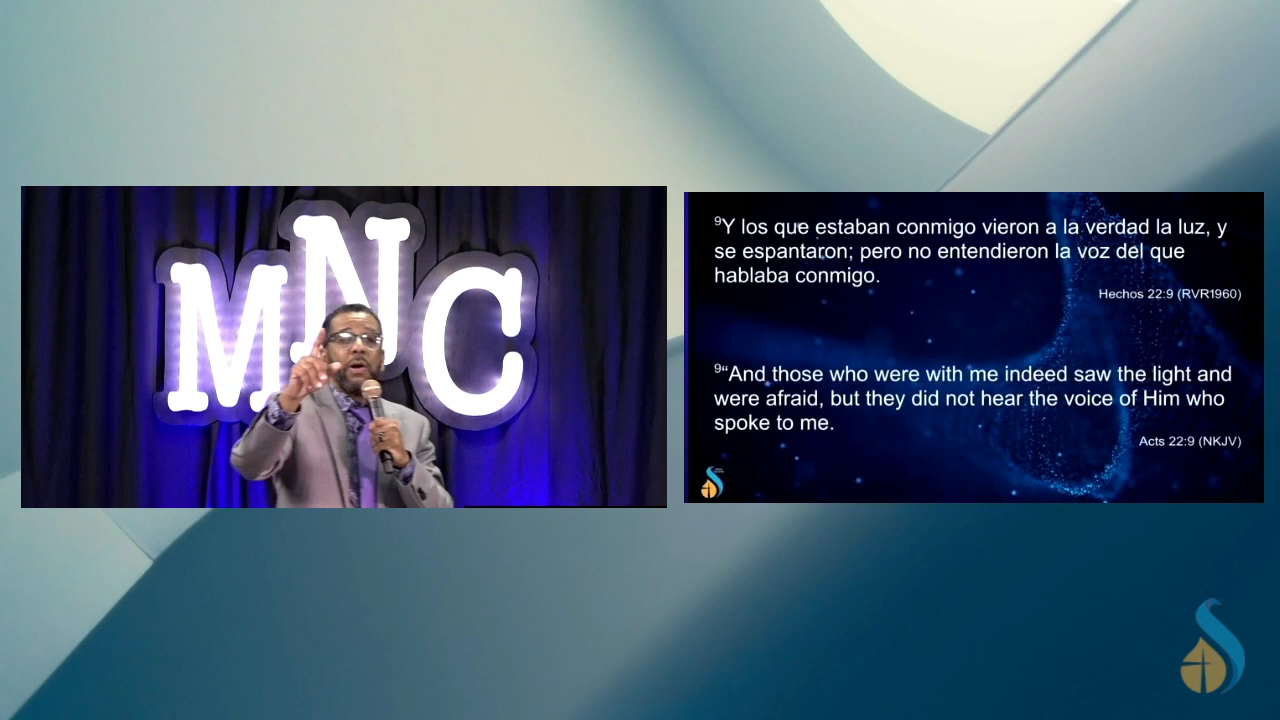 MNC
⁹Y los que estaban conmigo vieron a la verdad la luz, y
se espantaron; pero no entendieron la voz del que
hablaba conmigo.
Hechos 22:9 (RVR1960)
⁹“And those who were with me indeed saw the light and
were afraid, but they did not hear the voice of Him who
spoke to me.
Acts 22:9 (NKJV)